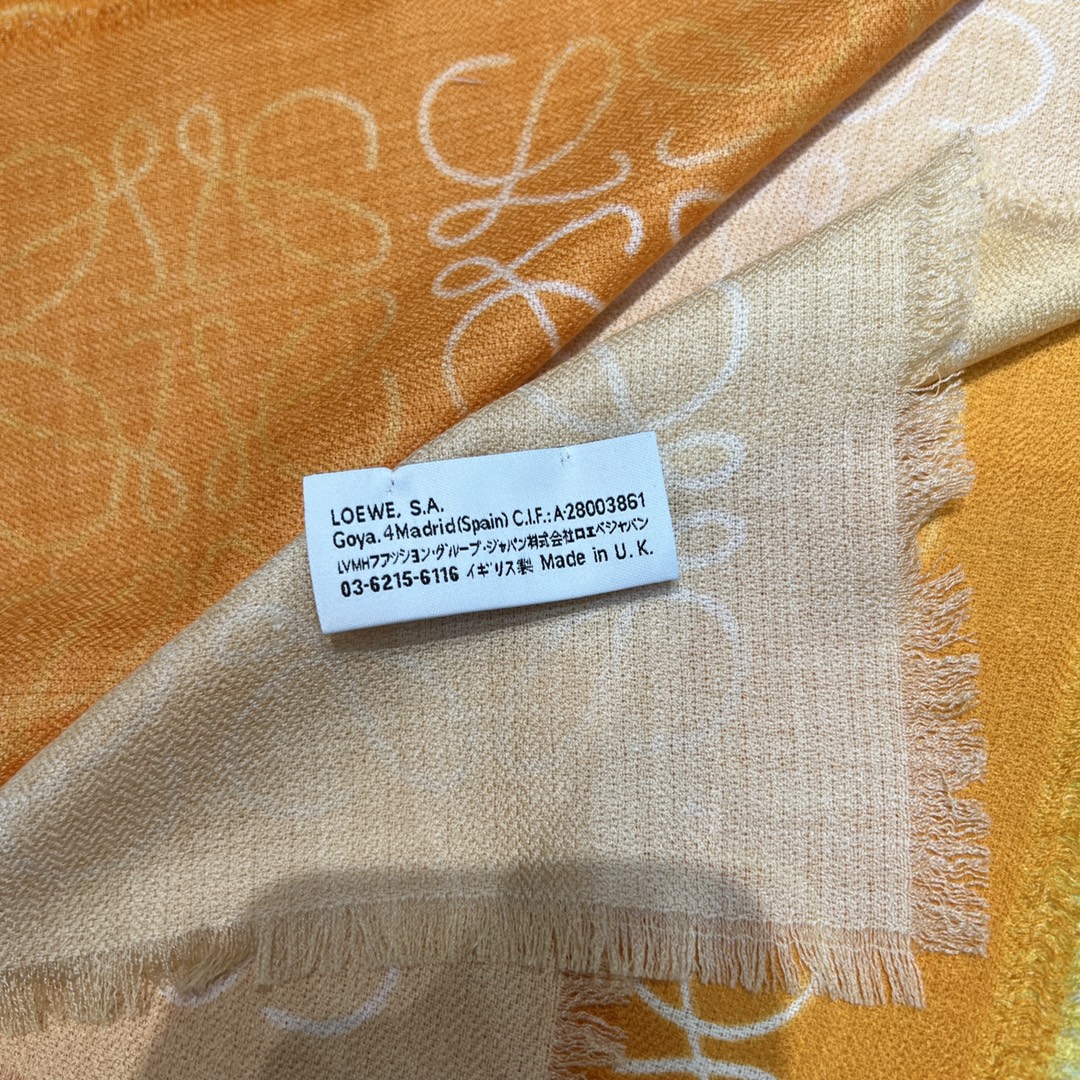 LOEWE. S.A.
Goya. 4 Madrid (Spain) C.I.F.: A-28003861
LVMHファッション・グループ・ジャパン株式会社ロエベジャパン
03-6215-6116 イギリス製 Made in U. K.